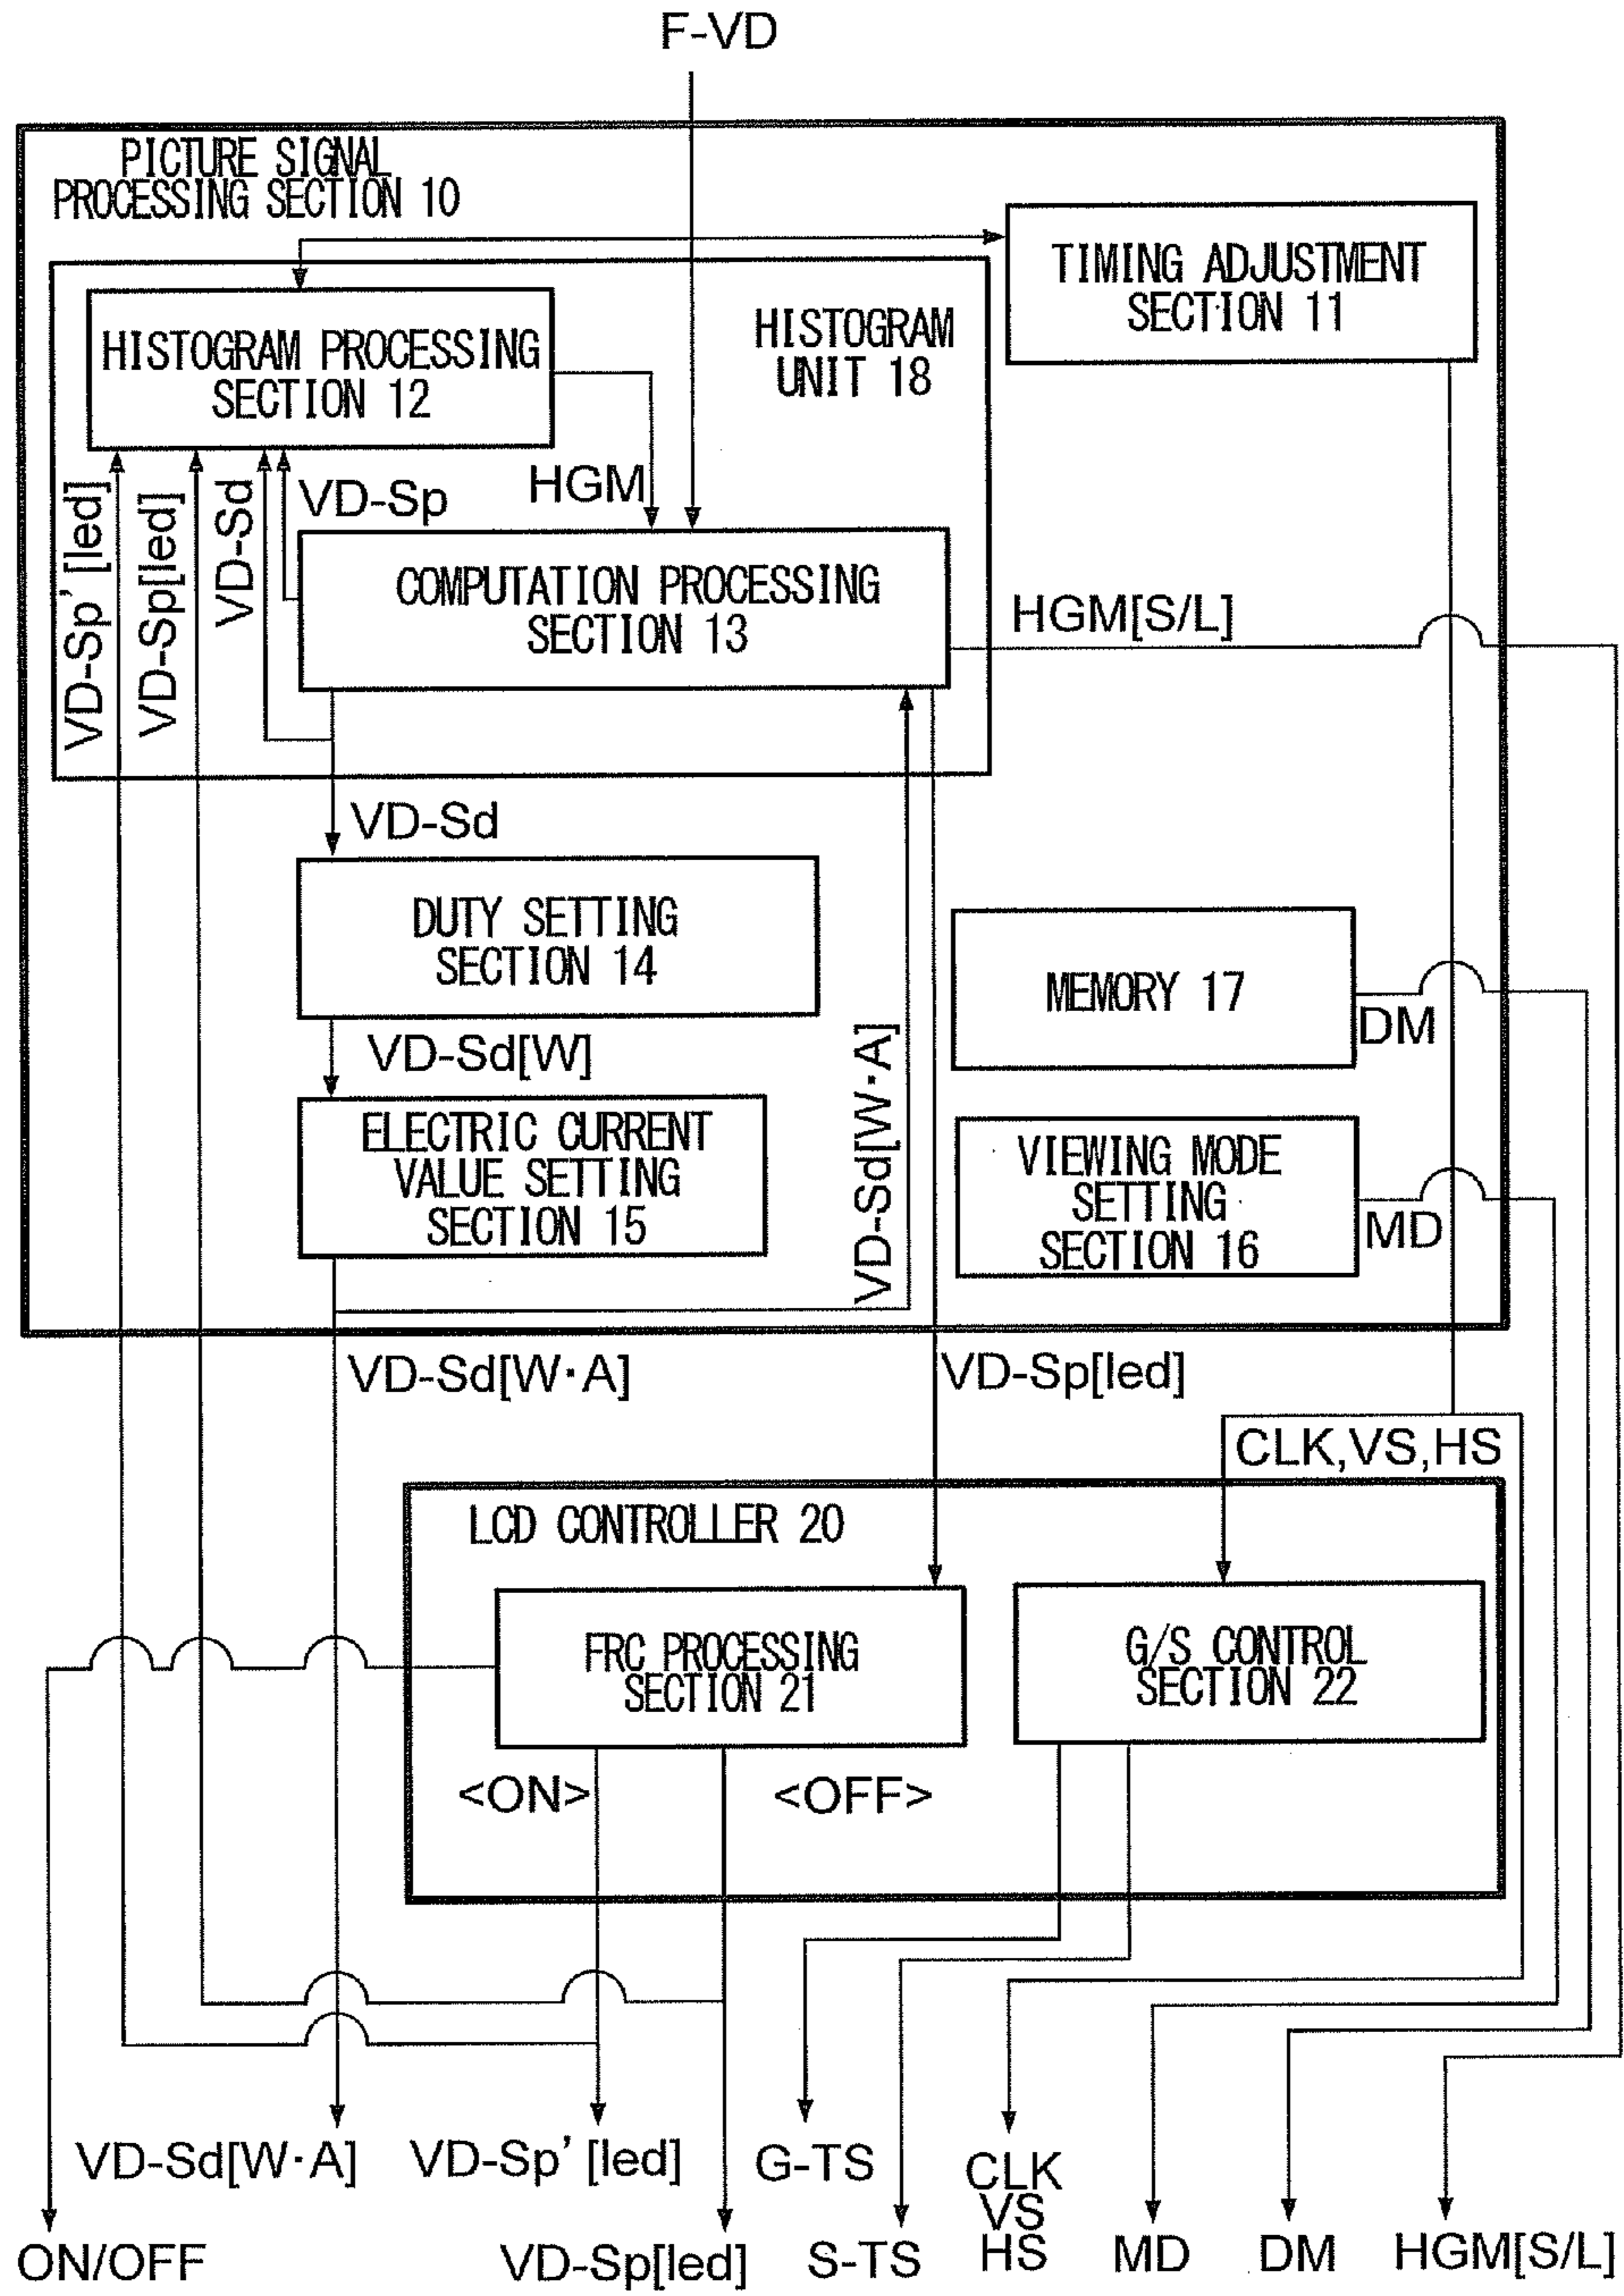 F-VD
PICTURE SIGNAL
PROCESSING SECTION 10
TIMING ADJUSTMENT
SECTION 11
HISTOGRAM PROCESSING
SECTION 12
HISTOGRAM
UNIT 18
VD-Sp' [led]
VD-Sp[led]
VD-Sd
VD-Sp
HGM
COMPUTATION PROCESSING
SECTION 13
HGM[S/L]
VD-Sd
DUTY SETTING
SECTION 14
MEMORY 17
DM
VD-Sd[W]
VD-Sd[W·A]
ELECTRIC CURRENT
VALUE SETTING
SECTION 15
VIEWING MODE
SETTING
SECTION 16
MD
VD-Sd[W·A]
VD-Sp[led]
CLK,VS,HS
LCD CONTROLLER 20
FRC PROCESSING
SECTION 21
G/S CONTROL
SECTION 22
<ON>
<OFF>
VD-Sd[W·A]
VD-Sp' [led]
G-TS
CLK
VS
HS
ON/OFF
VD-Sp[led]
S-TS
MD
DM
HGM[S/L]